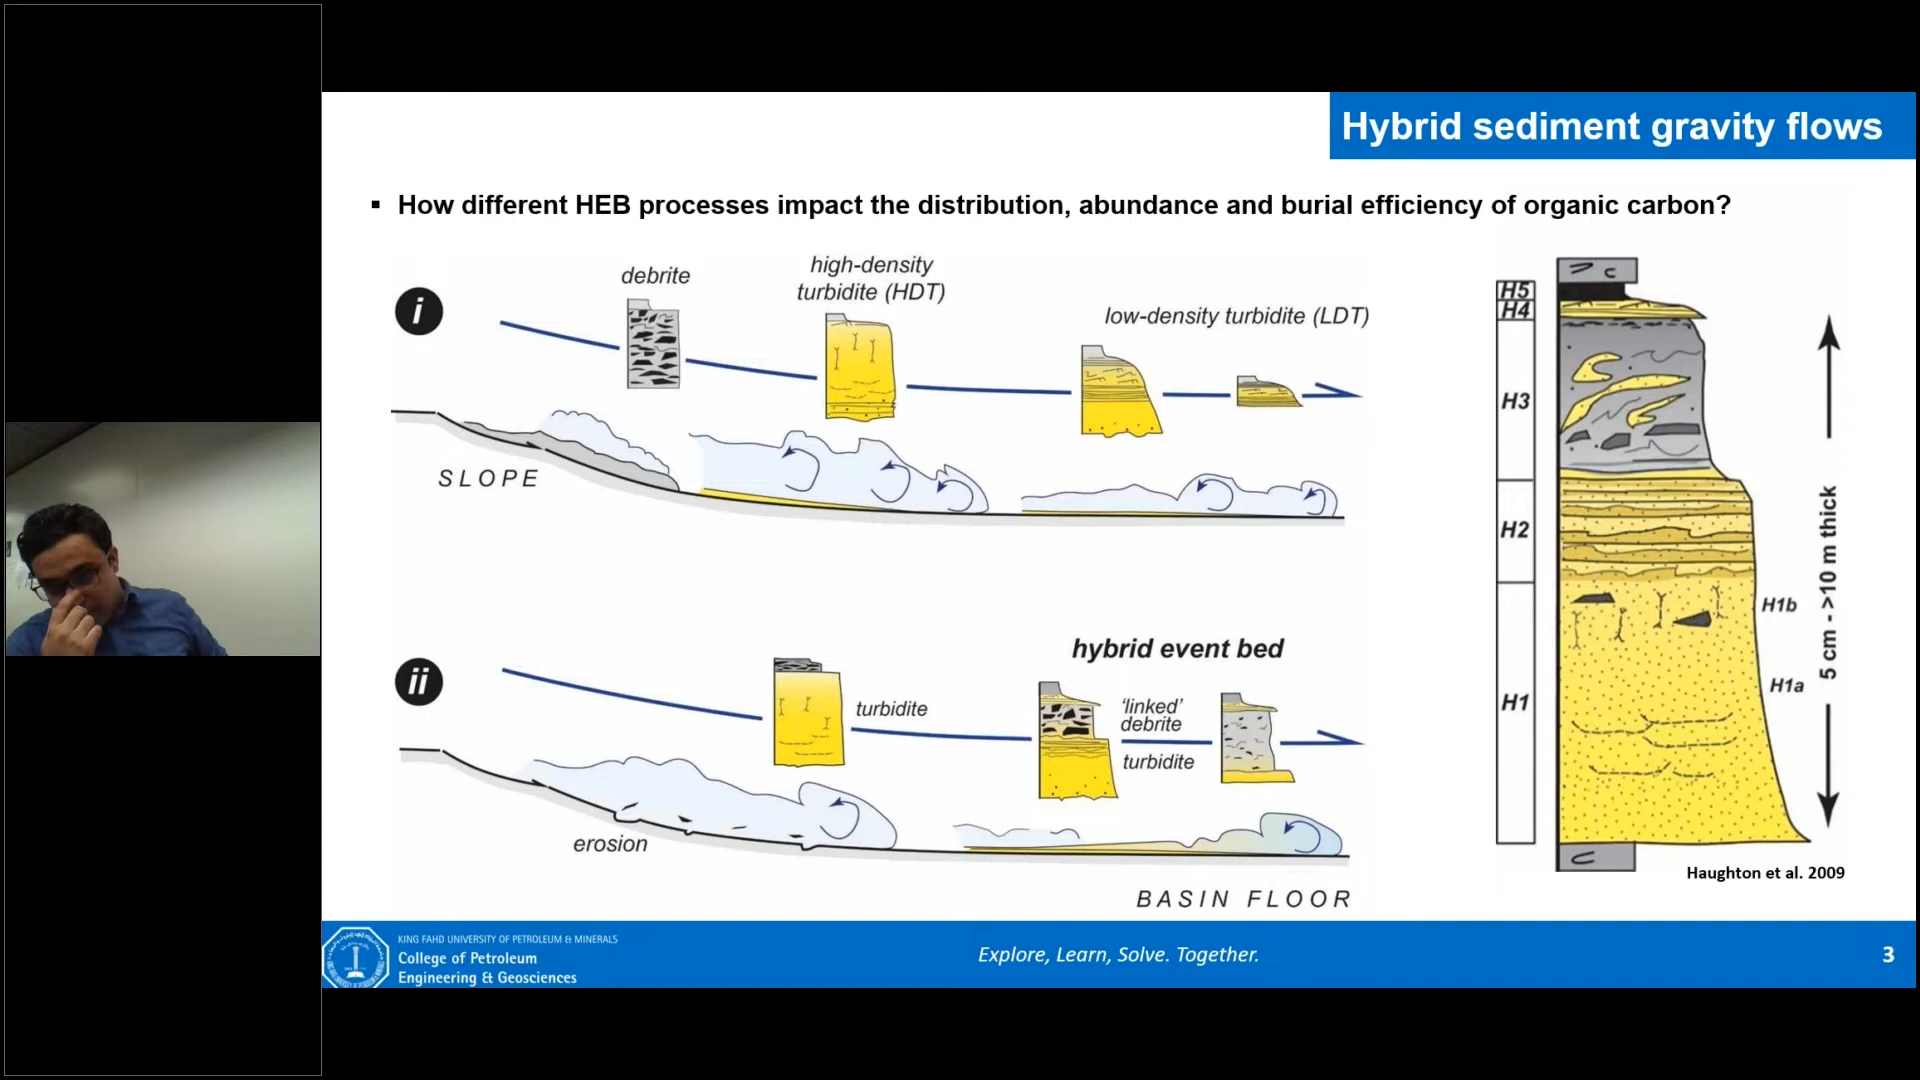 Hybrid sediment gravity flows
▪ How different HEB processes impact the distribution, abundance and burial efficiency of organic carbon?
i
debrite
high-density
turbidite (HDT)
low-density turbidite (LDT)
SLOPE
ii
turbidite
hybrid event bed
'linked'
debrite
turbidite
erosion
BASIN FLOOR
H5
H4
H3
H2
H1
H1b
H1a
5 cm - >10 m thick
Haughton et al. 2009
KING FAHD UNIVERSITY OF PETROLEUM & MINERALS
College of Petroleum
Engineering & Geosciences
Explore, Learn, Solve. Together.
3